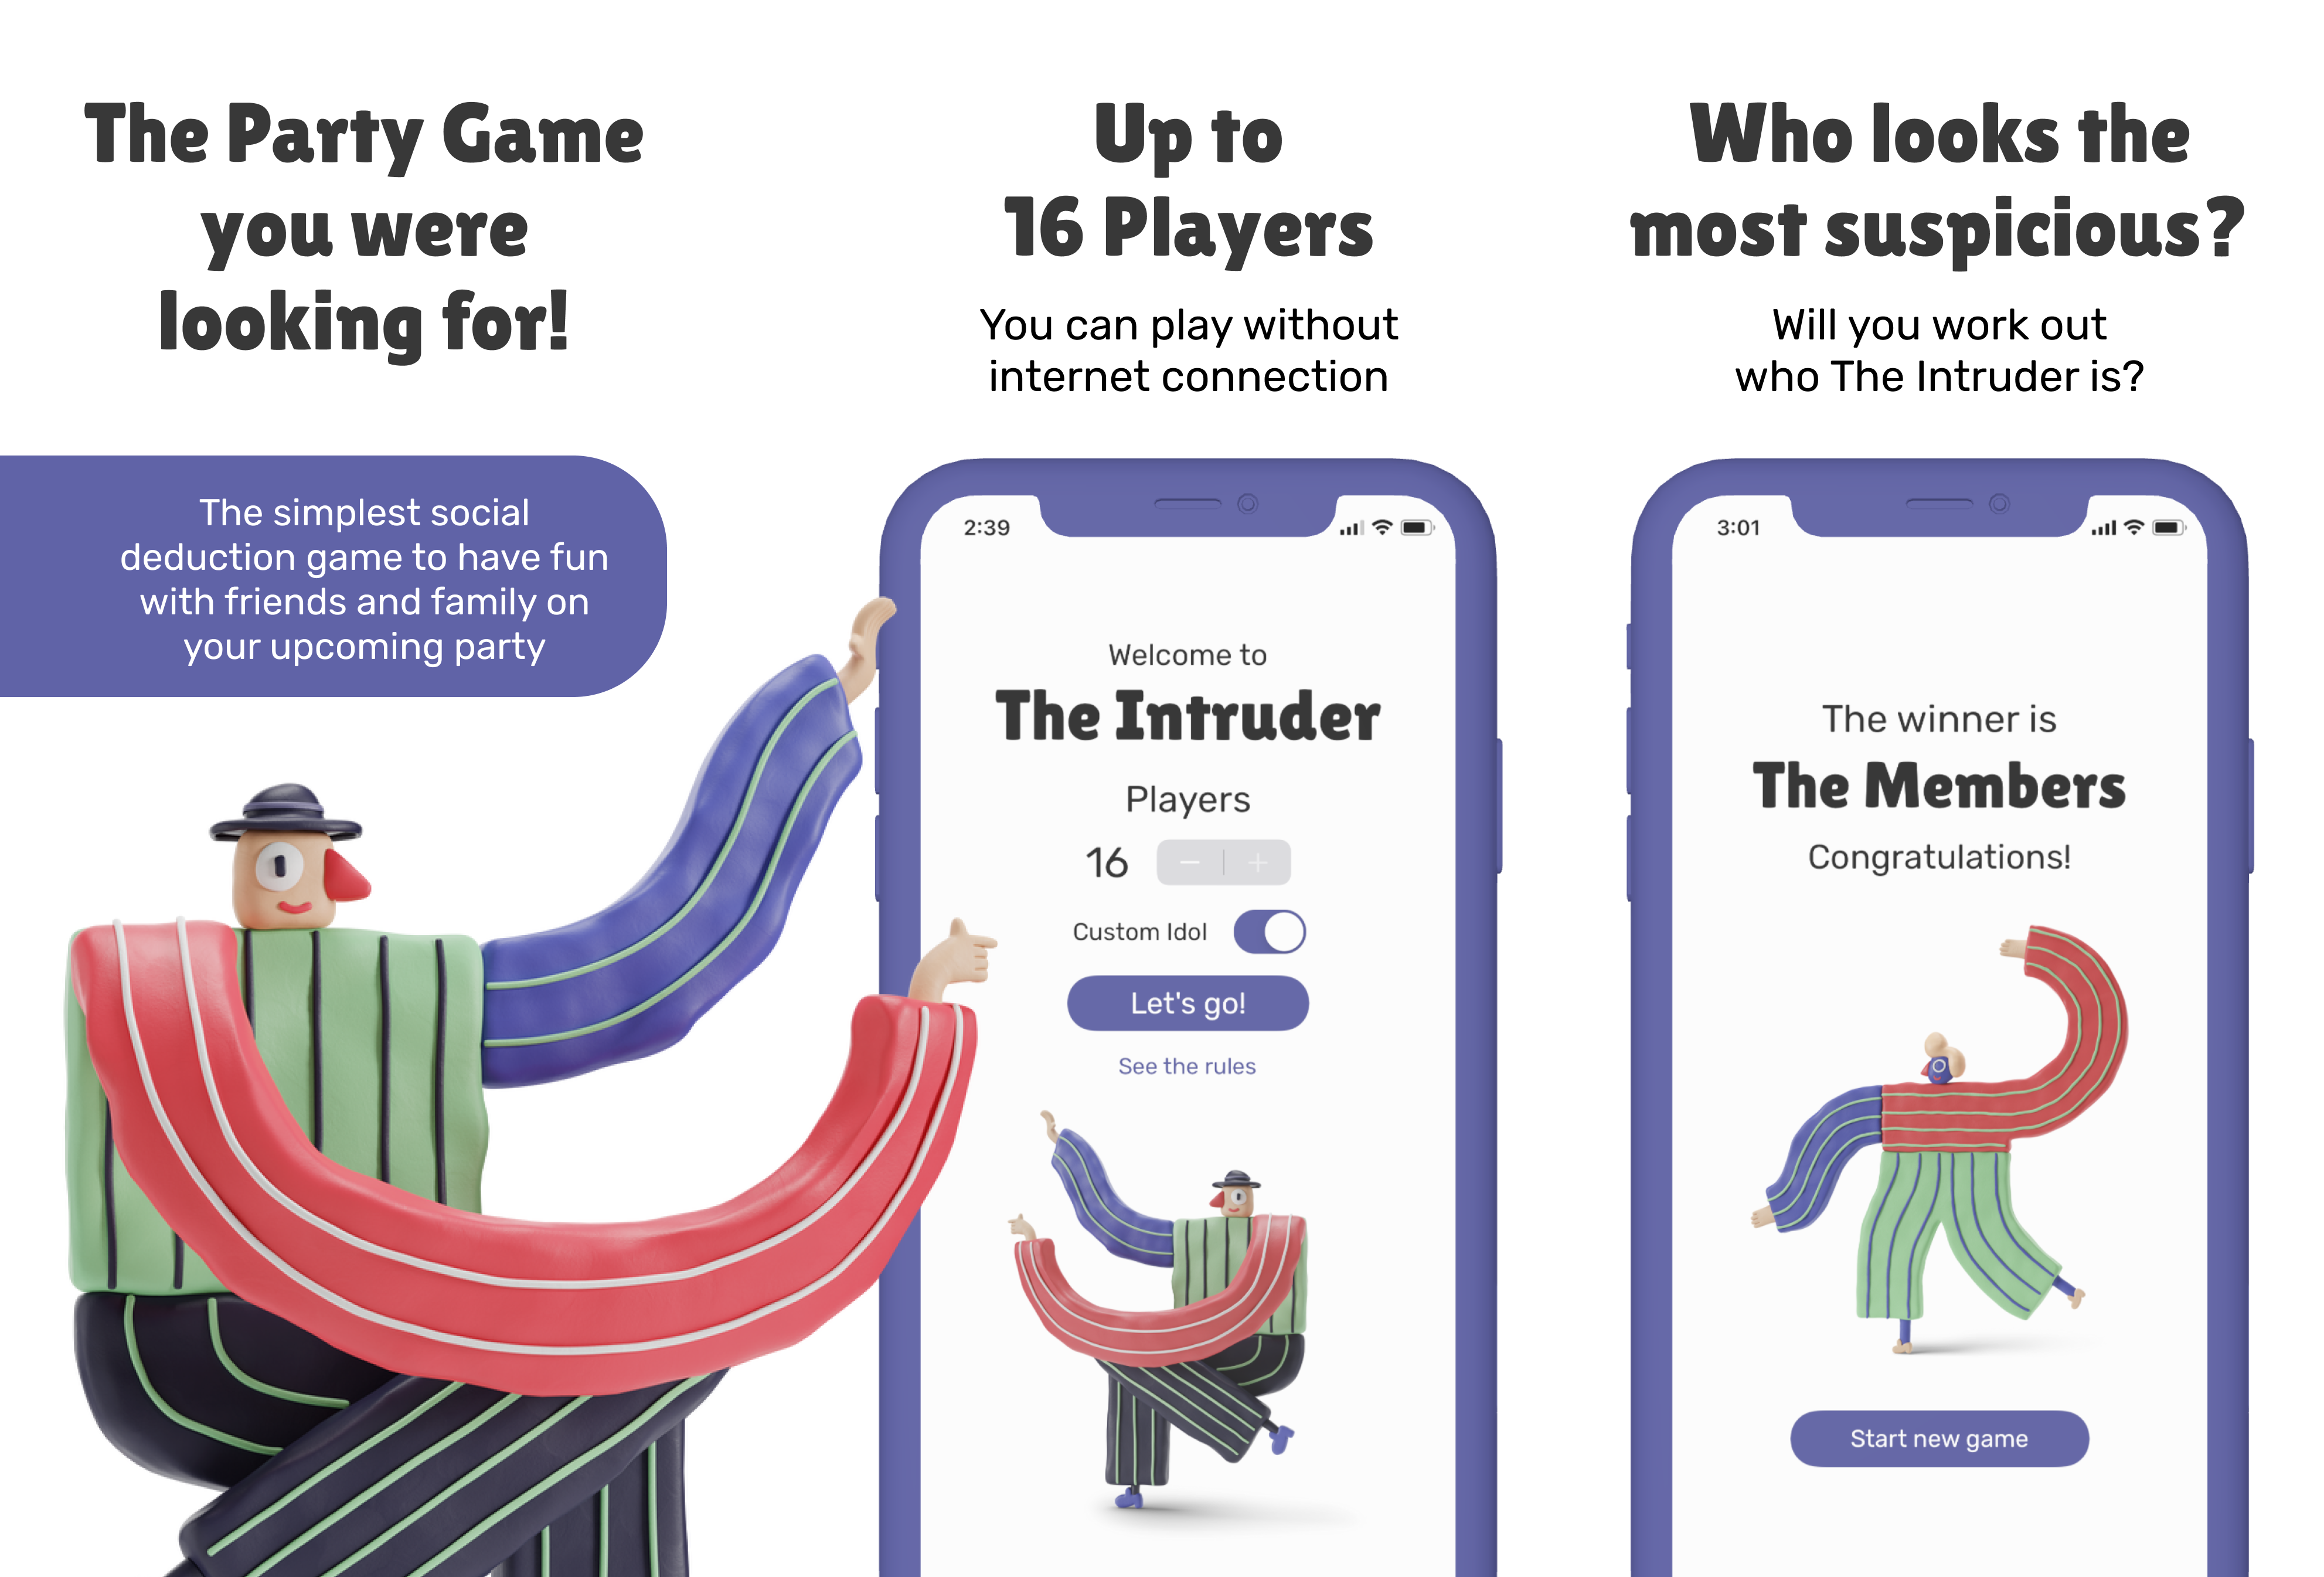 The Party Game
you were
looking for!
The simplest social
deduction game to have fun
with friends and family on
your upcoming party
Up to
16 Players
You can play without
internet connection
2:39
Welcome to
The Intruder
Players
16 − +
Custom Idol
Let's go!
See the rules
Who looks the
most suspicious?
Will you work out
who The Intruder is?
3:01
The winner is
The Members
Congratulations!
Start new game